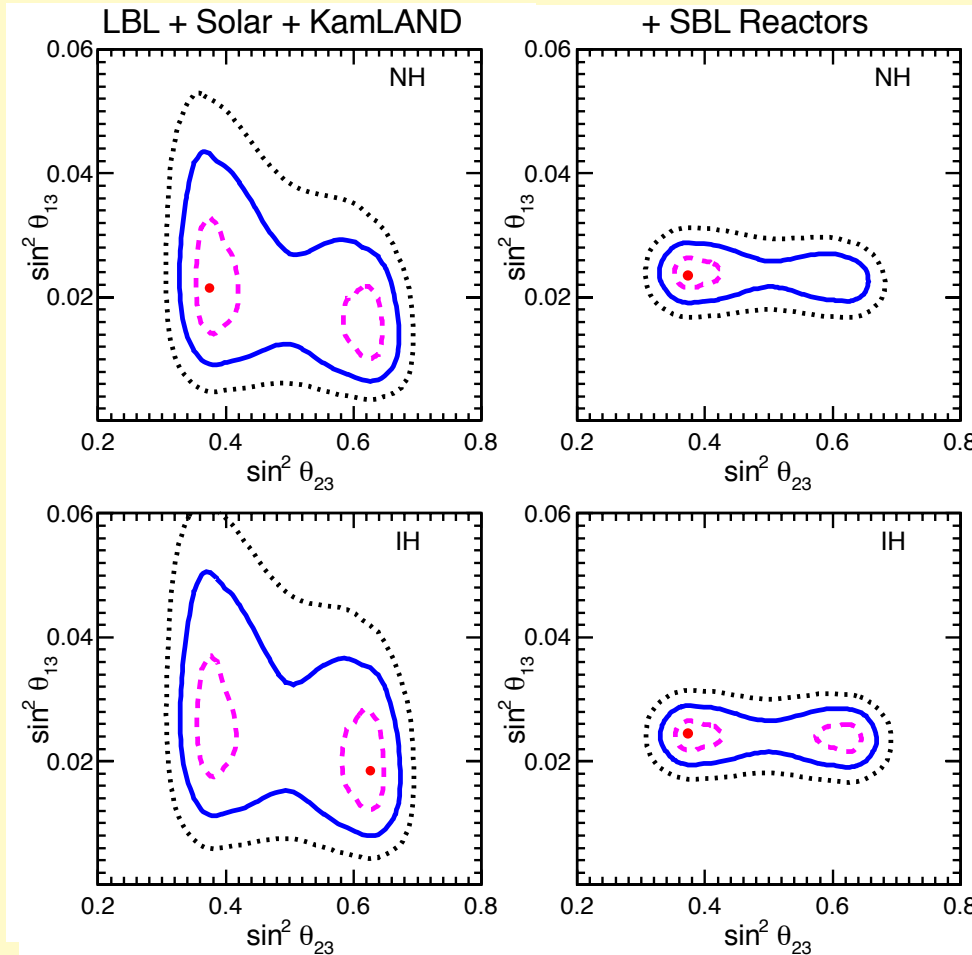 LBL + Solar + KamLAND
+ SBL Reactors
NH
0.06
0.04
0.02
sin² θ₁₃
0.2 0.4 0.6 0.8
sin² θ₂₃
NH
0.06
0.04
0.02
sin² θ₁₃
0.2 0.4 0.6 0.8
sin² θ₂₃
IH
0.06
0.04
0.02
sin² θ₁₃
0.2 0.4 0.6 0.8
sin² θ₂₃
IH
0.06
0.04
0.02
sin² θ₁₃
0.2 0.4 0.6 0.8
sin² θ₂₃